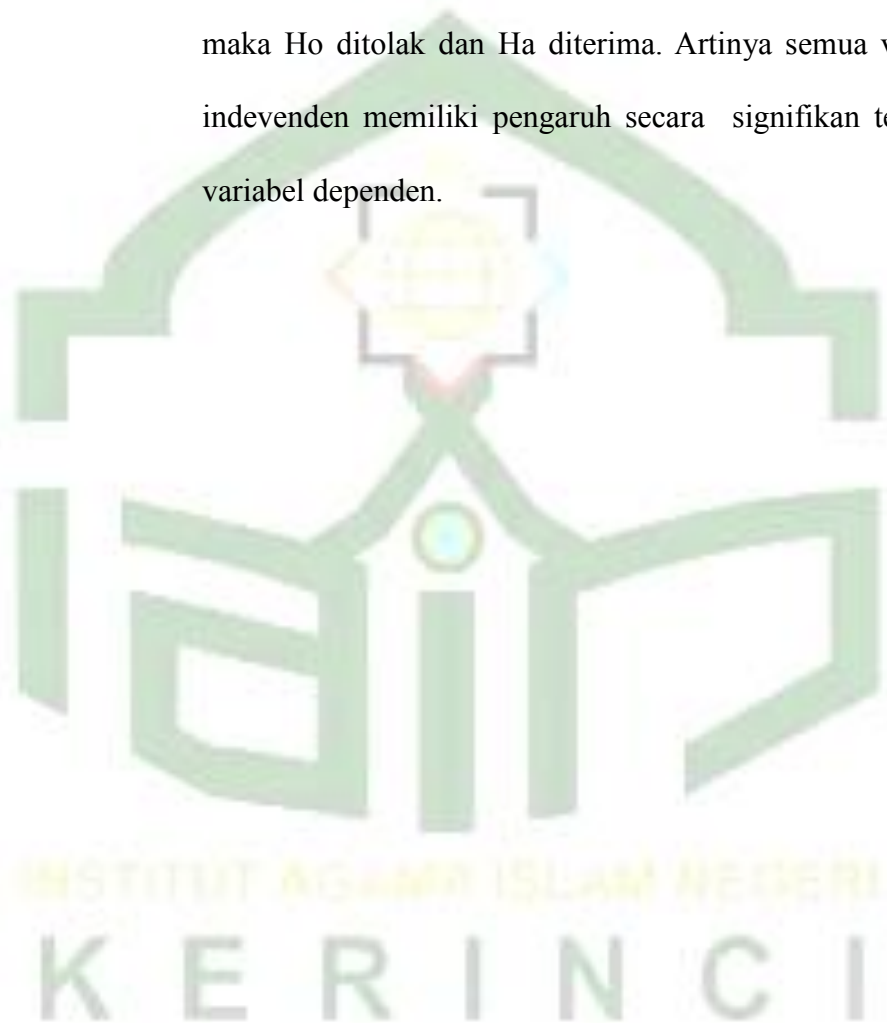 maka Ho ditolak dan Ha diterima. Artinya semua
indevenden memiliki pengaruh secara signifikan
variabel dependen.
INSTITUT AGAMA ISLAM NEGERI
KERINCI